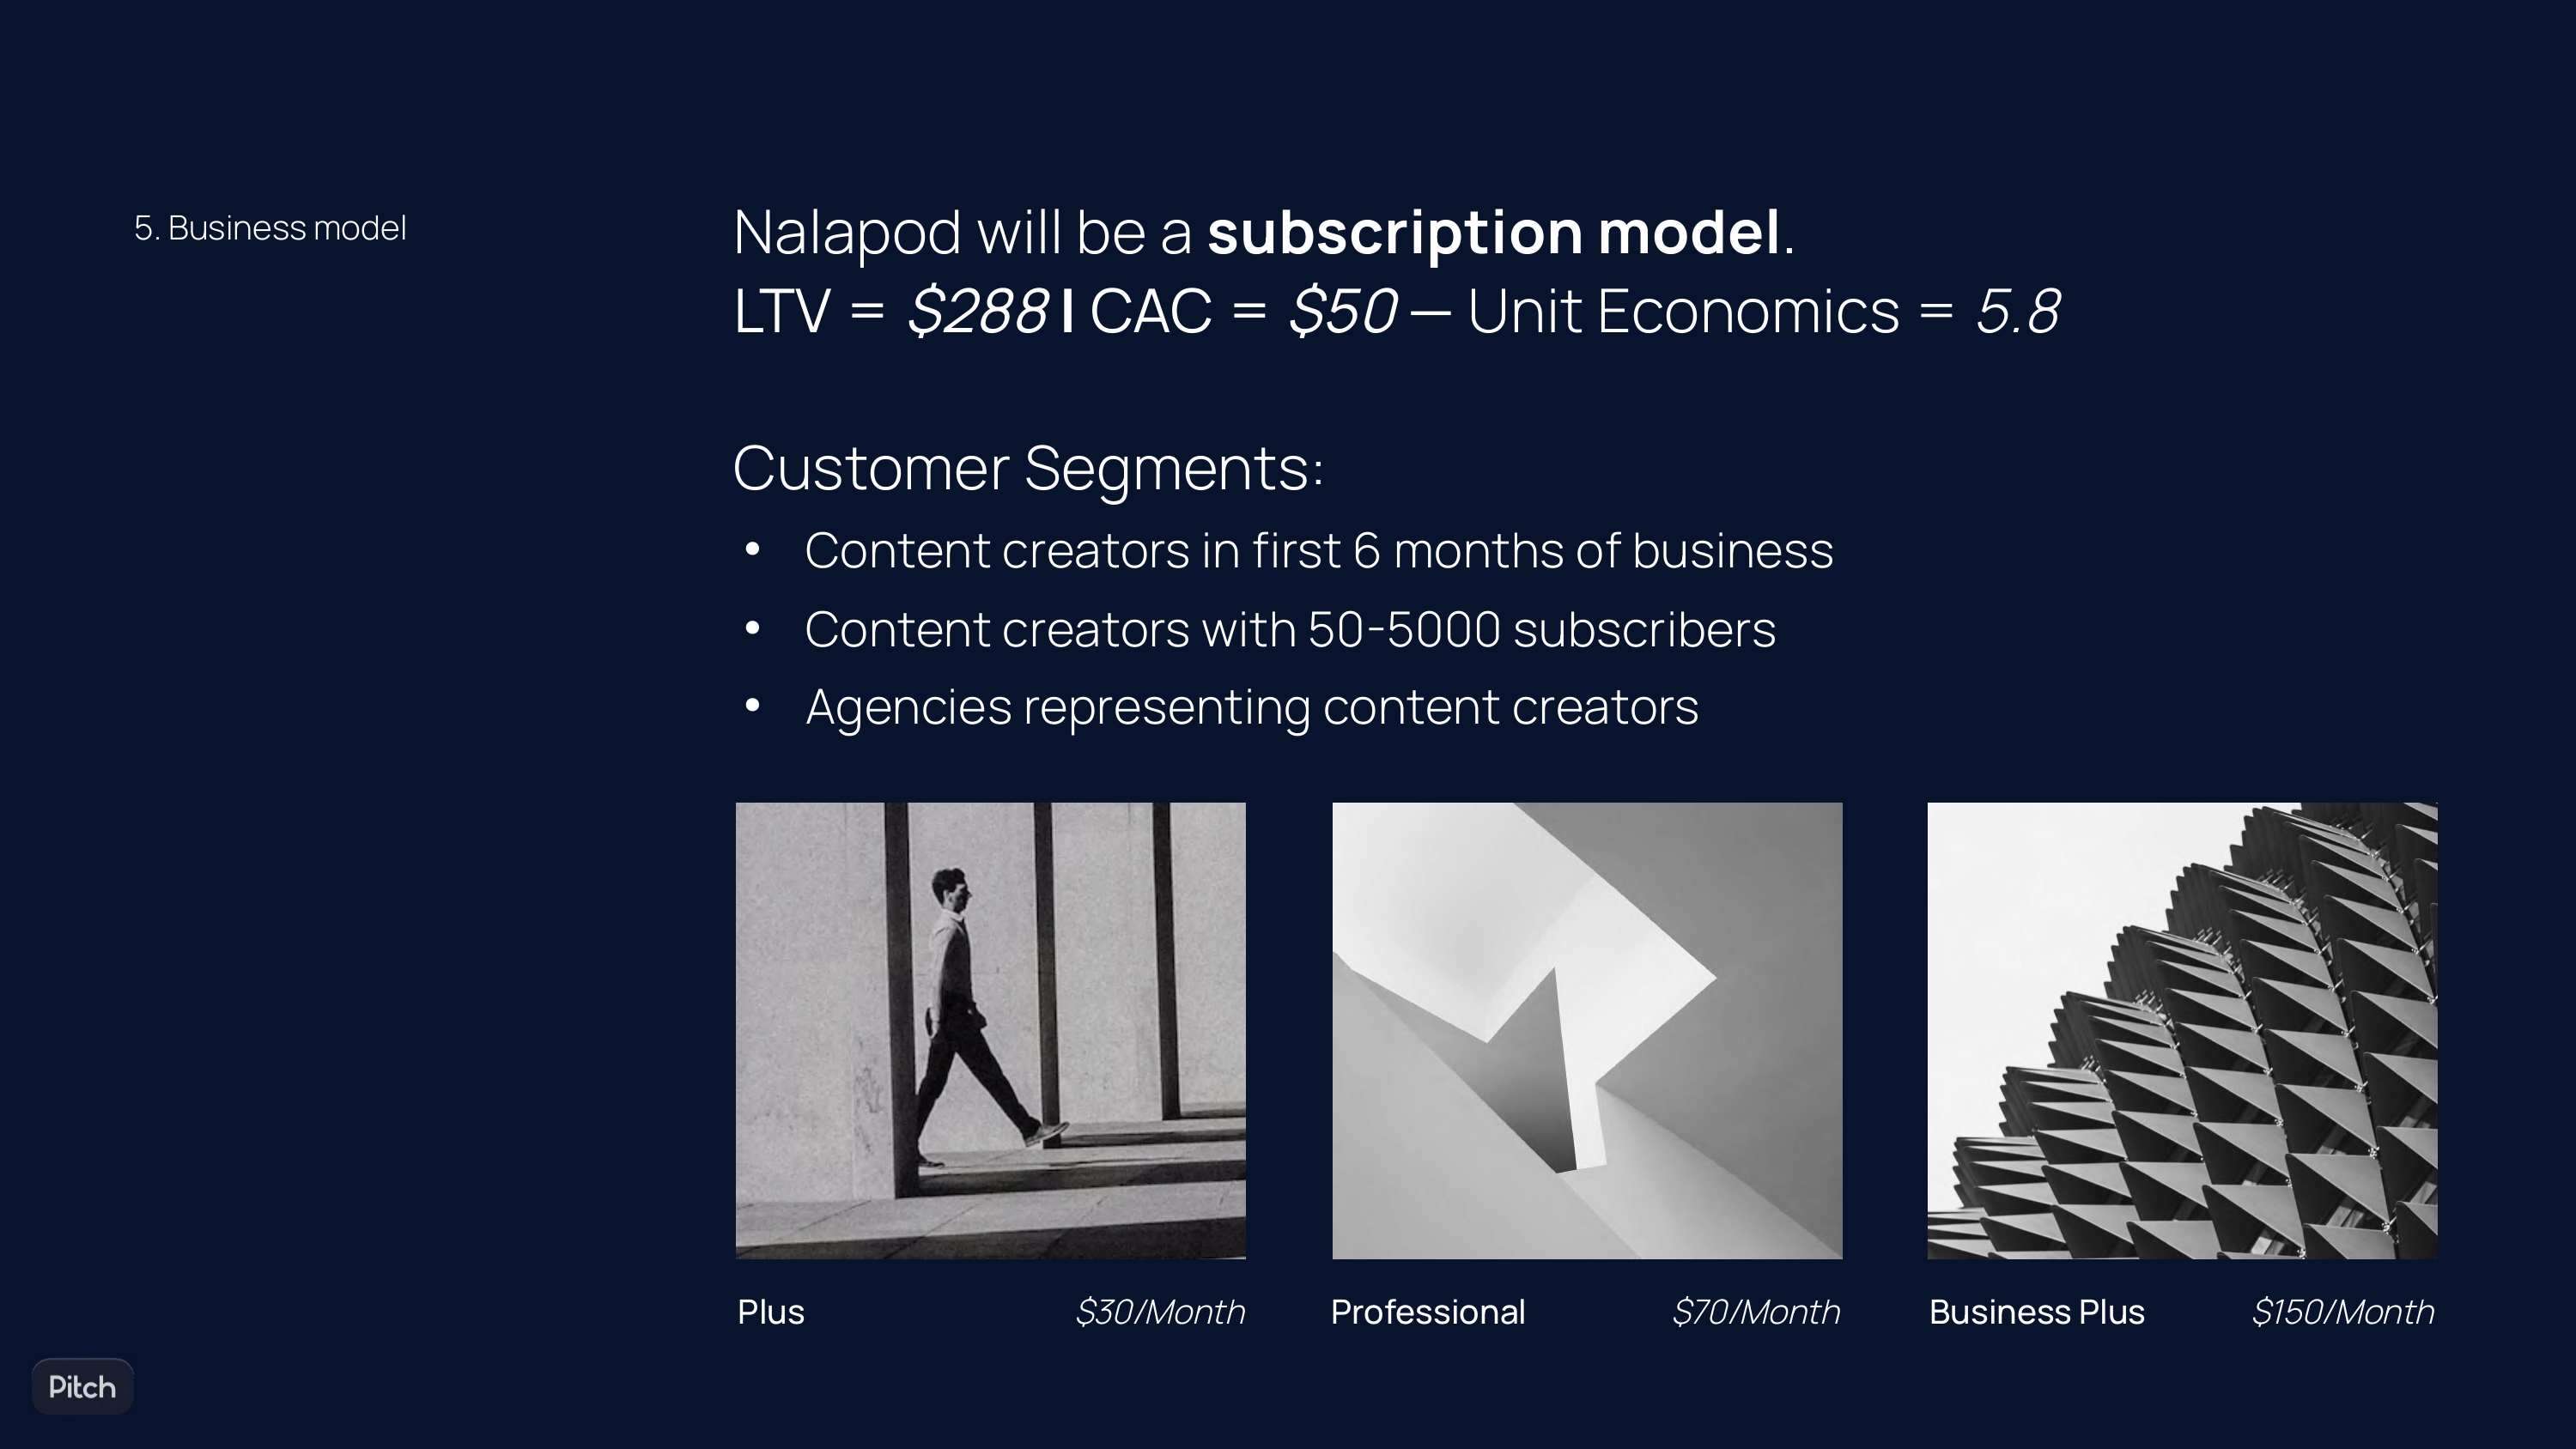 5. Business model
Nalapod will be a subscription model.
LTV = $288 | CAC = $50 — Unit Economics = 5.8
Customer Segments:
• Content creators in first 6 months of business
• Content creators with 50-5000 subscribers
• Agencies representing content creators
Plus $30/Month
Professional $70/Month
Business Plus $150/Month
Pitch